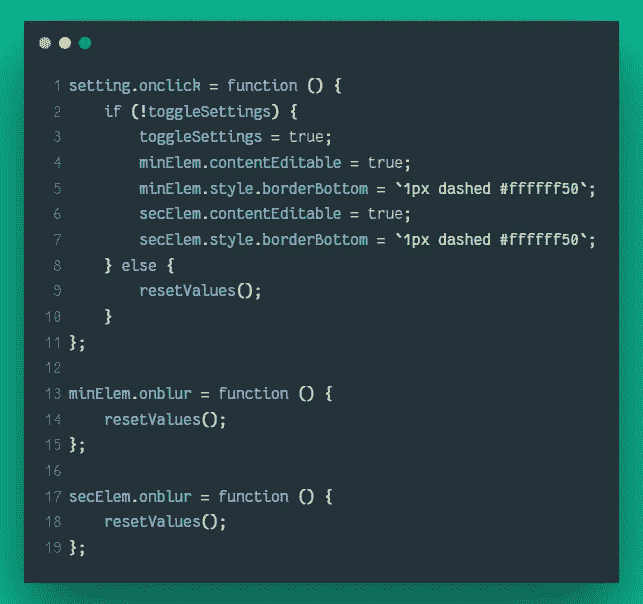 1 setting.onclick = function () {
2     if (!toggleSettings) {
3         toggleSettings = true;
4         minElem.contentEditable = true;
5         minElem.style.borderBottom = `1px dashed #ffffff50`;
6         secElem.contentEditable = true;
7         secElem.style.borderBottom = `1px dashed #ffffff50`;
8     } else {
9         resetValues();
10     }
11 };
12
13 minElem.onblur = function () {
14     resetValues();
15 };
16
17 secElem.onblur = function () {
18     resetValues();
19 };